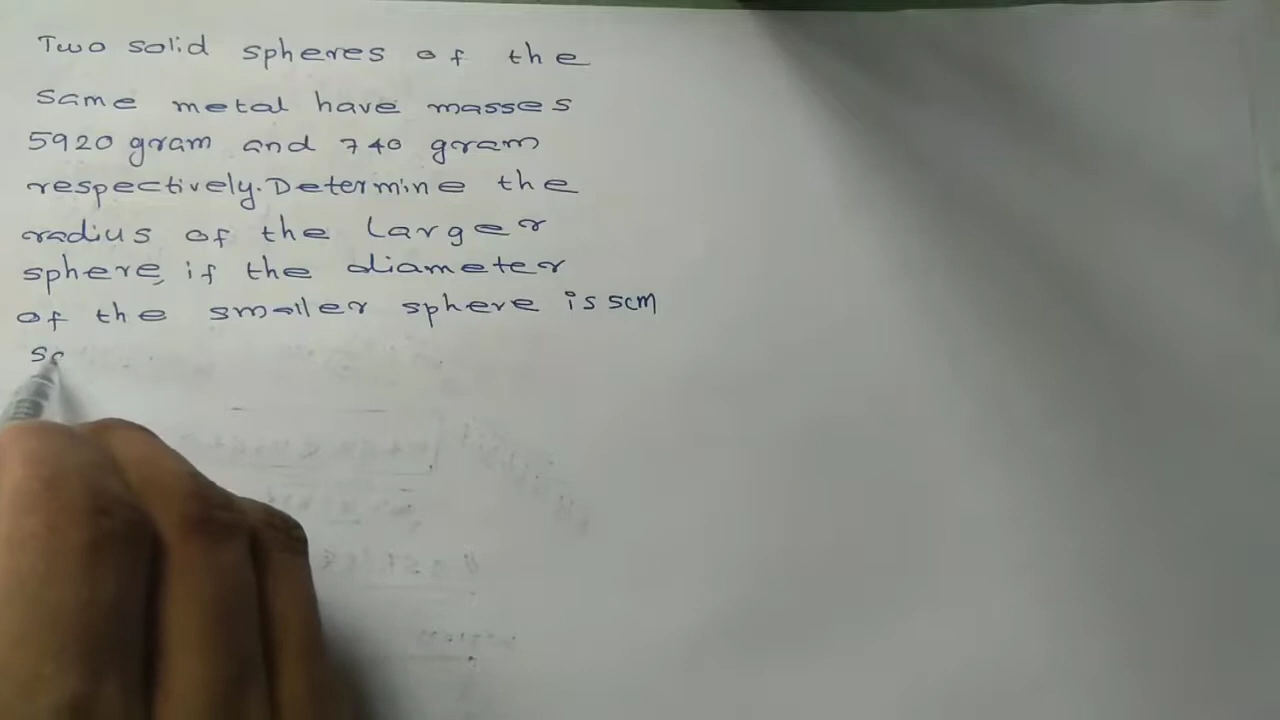 Two solid spheres of the
same metal have masses
5920 gram and 740 gram
respectively. Determine the
radius of the larger
sphere, if the diameter
of the smaller sphere is 5cm
so